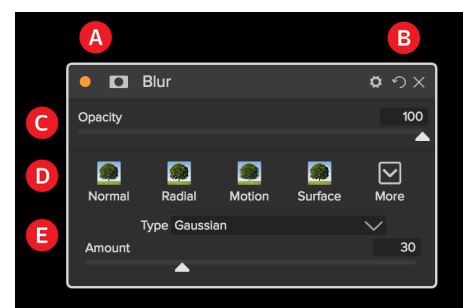 A B
Blur
C Opacity 100
D
Normal Radial Motion Surface More
E Type Gaussian
Amount 30